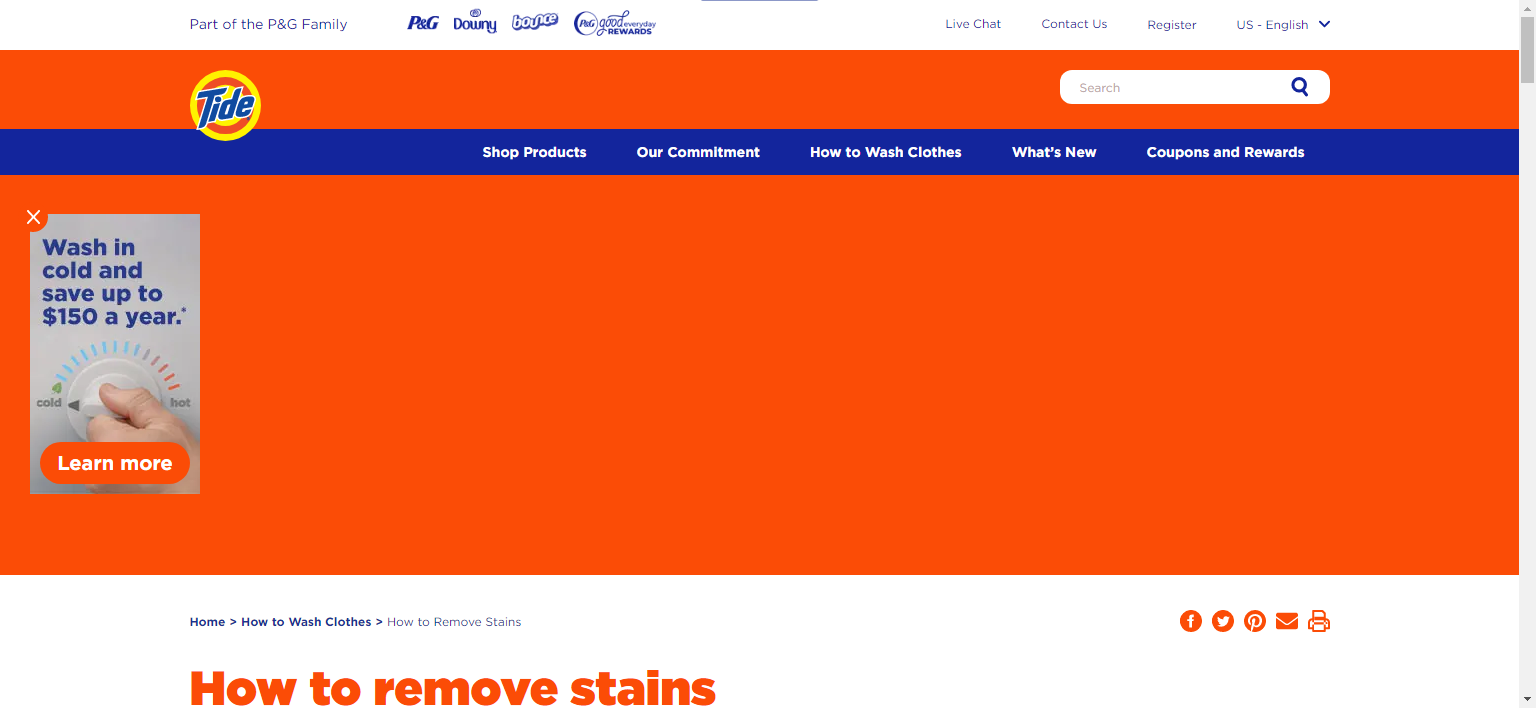 Part of the P&G Family
P&G
Downy
bounce
P&G good everyday
REWARDS
Live Chat
Contact Us
Register
US - English
Tide
Search
Shop Products
Our Commitment
How to Wash Clothes
What's New
Coupons and Rewards
Wash in
cold and
save up to
$150 a year.*
cold
hot
Learn more
Home > How to Wash Clothes > How to Remove Stains
How to remove stains